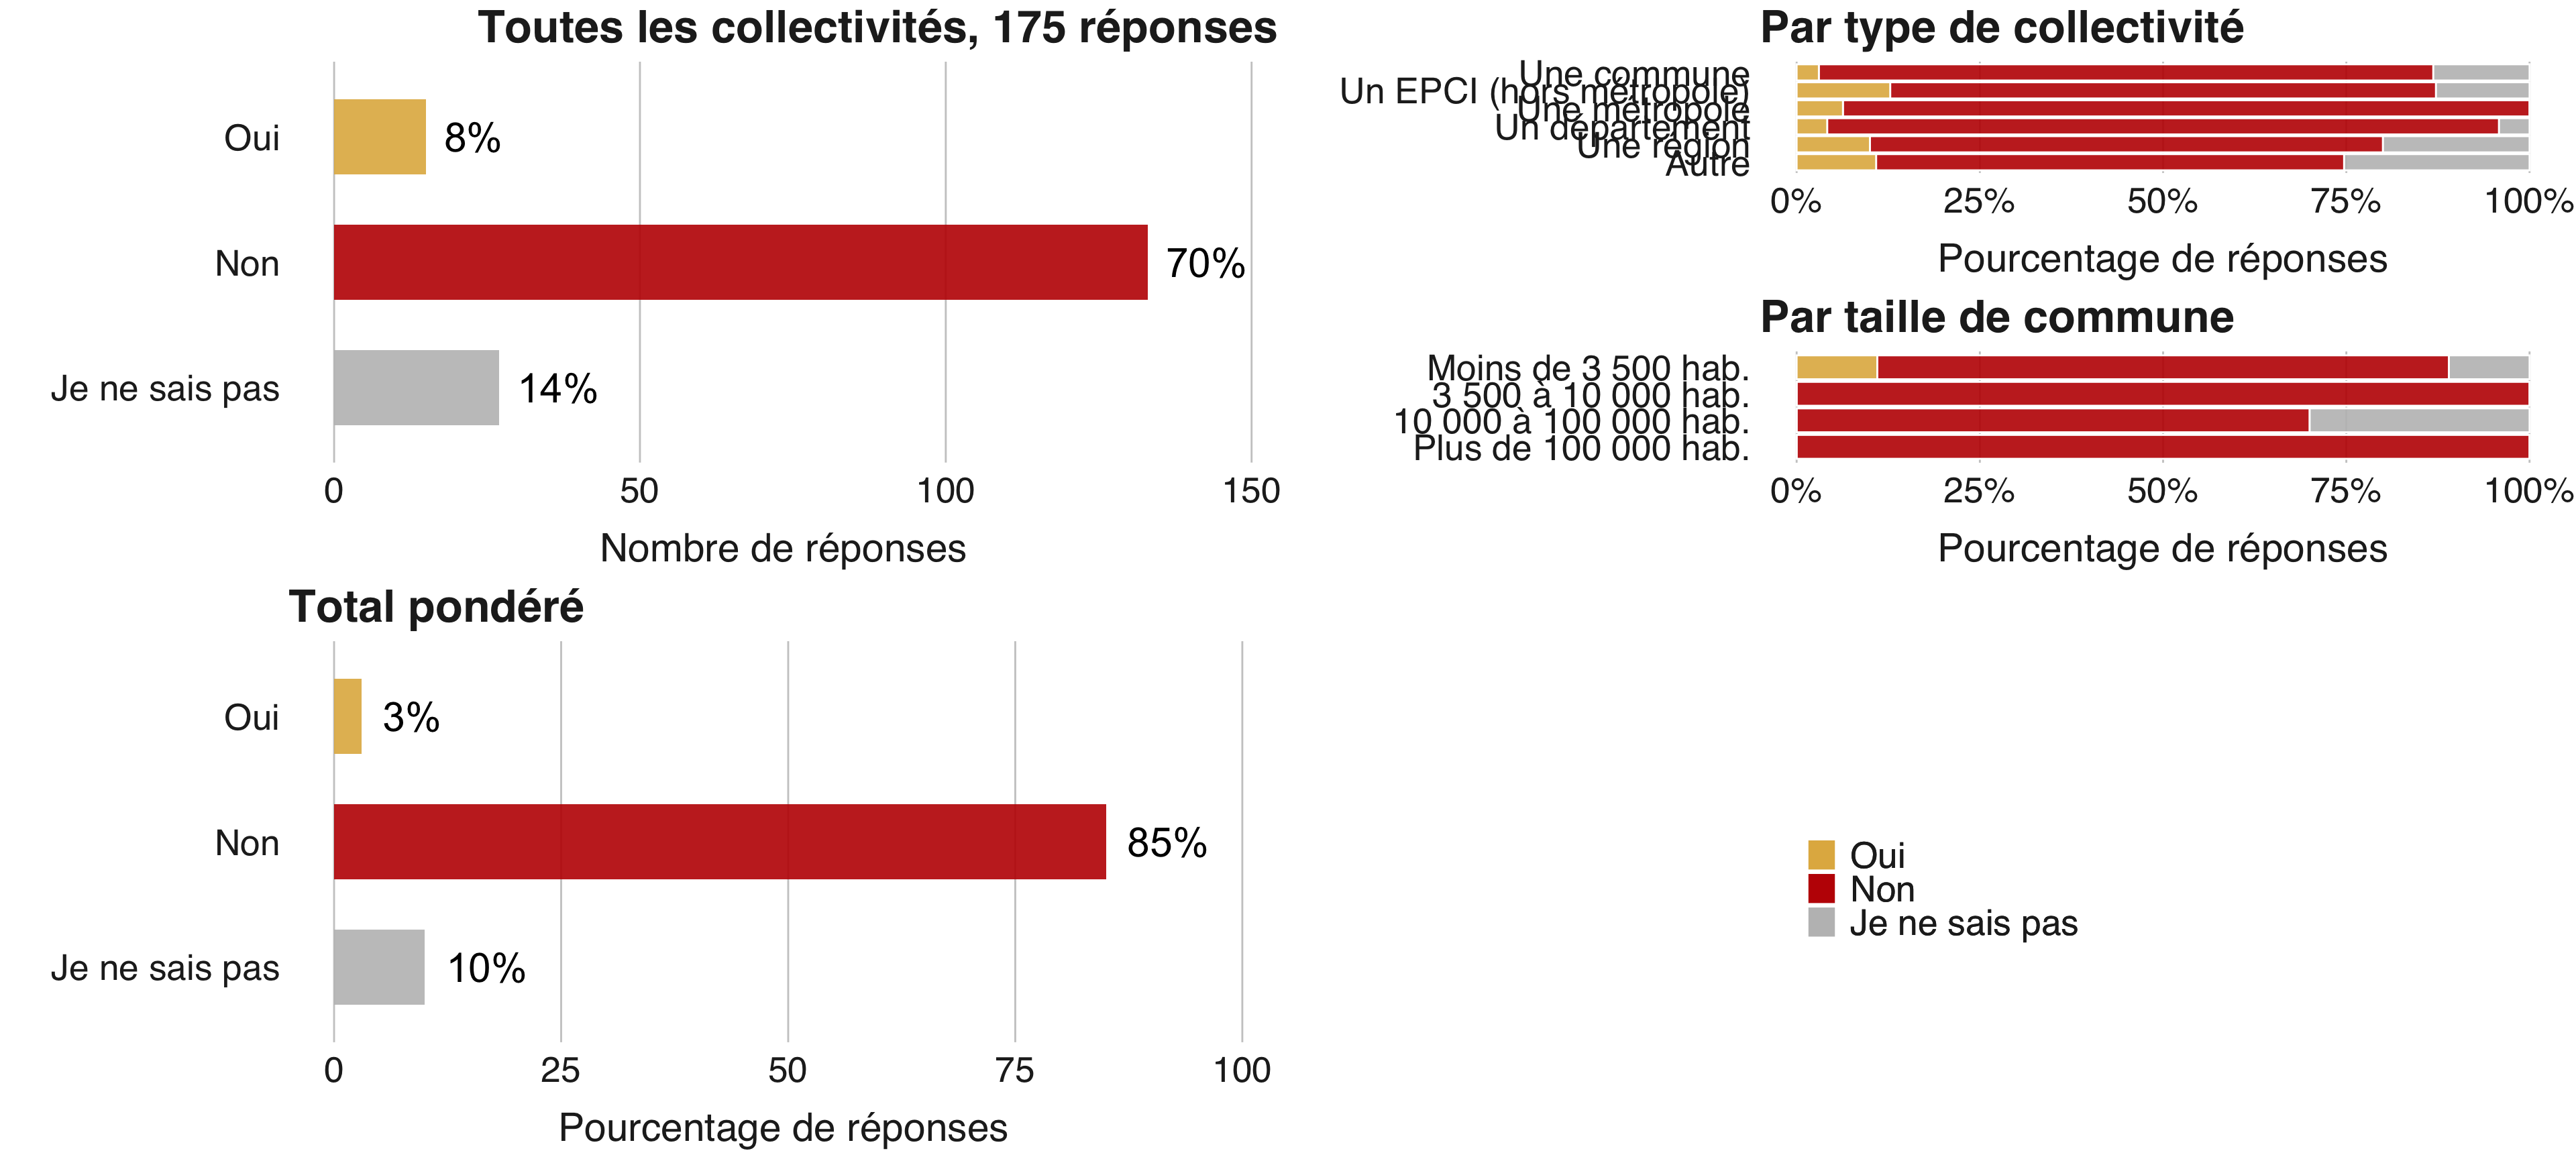 Toutes les collectivités, 175 réponses
Oui
8%
Non
70%
Je ne sais pas
14%
0 50 100 150
Nombre de réponses
Total pondéré
Oui
3%
Non
85%
Je ne sais pas
10%
0 25 50 75 100
Pourcentage de réponses
Par type de collectivité
Une commune
Un EPCI (hors métropole)
Une métropole
Un département
Une région
Autre
0% 25% 50% 75% 100%
Pourcentage de réponses
Par taille de commune
Moins de 3 500 hab.
3 500 à 10 000 hab.
10 000 à 100 000 hab.
Plus de 100 000 hab.
0% 25% 50% 75% 100%
Pourcentage de réponses
Oui
Non
Je ne sais pas